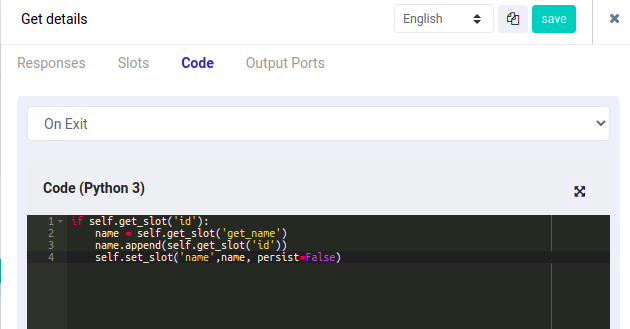 Get details
English
save
Responses Slots Code Output Ports
On Exit
Code (Python 3)
1 if self.get_slot('id'):
2 name = self.get_slot('get_name')
3 name.append(self.get_slot('id'))
4 self.set_slot('name',name, persist=False)